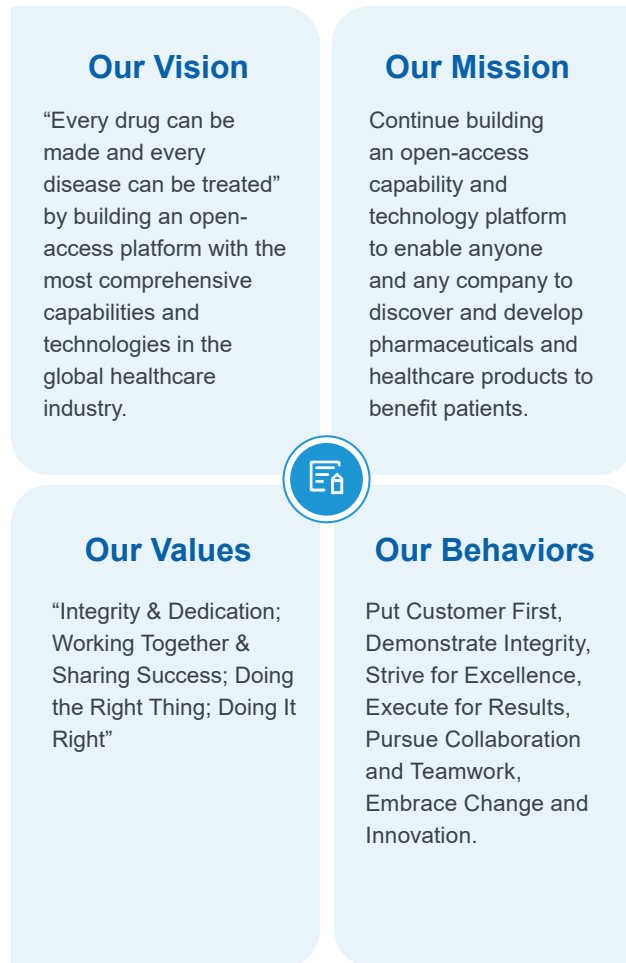 Our Vision
“Every drug can be
made and every
disease can be treated”
by building an open-
access platform with the
most comprehensive
capabilities and
technologies in the
global healthcare
industry.
Our Mission
Continue building
an open-access
capability and
technology platform
to enable anyone
and any company to
discover and develop
pharmaceuticals and
healthcare products to
benefit patients.
Our Values
“Integrity & Dedication;
Working Together &
Sharing Success; Doing
the Right Thing; Doing It
Right”
Our Behaviors
Put Customer First,
Demonstrate Integrity,
Strive for Excellence,
Execute for Results,
Pursue Collaboration
and Teamwork,
Embrace Change and
Innovation.